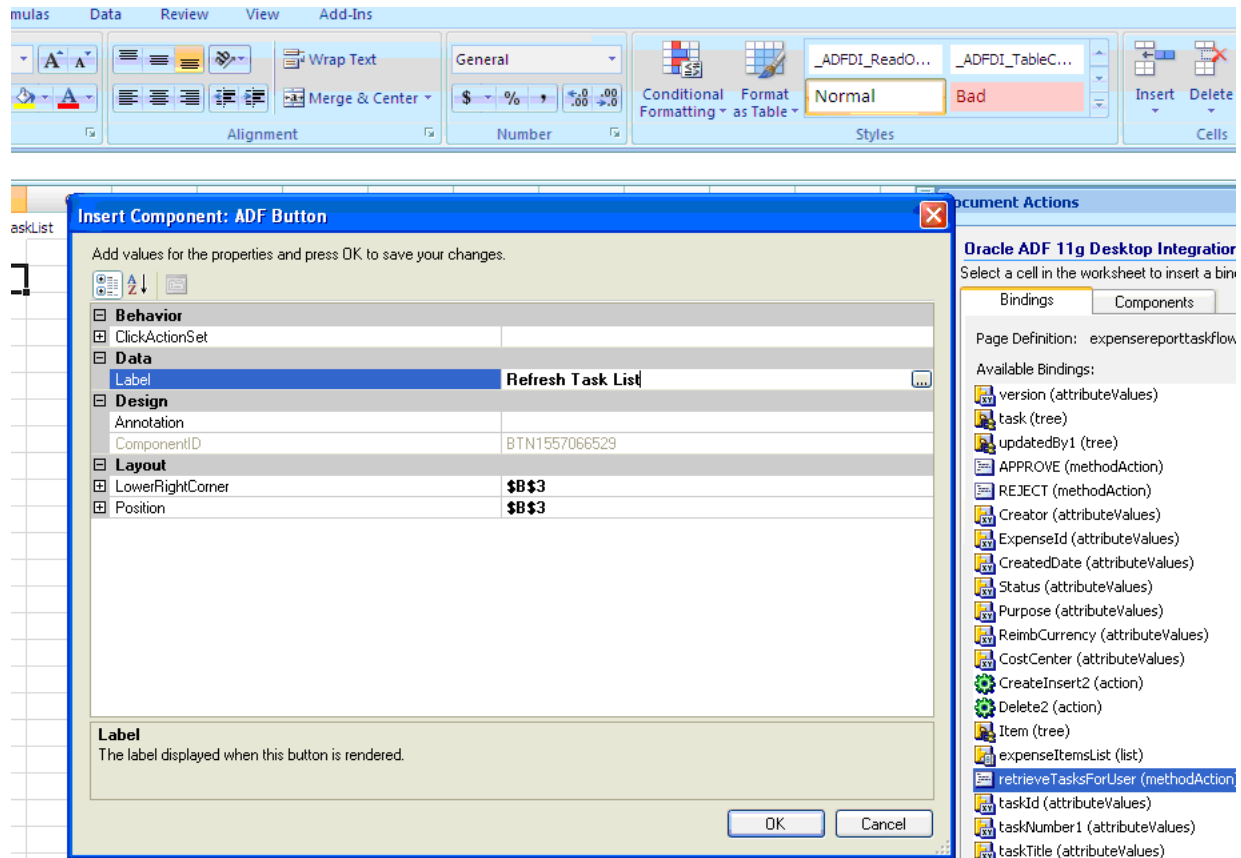 mulas Data Review View Add-Ins
A A Wrap Text General _ADFDI_ReadO... _ADFDI_TableC...
A Merge & Center $ % , .0 .00 .00 .0 Conditional Formatting Format as Table Normal Bad Insert Delete
Alignment Number Styles Cells
Insert Component: ADF Button
Document Actions
askList
Add values for the properties and press OK to save your changes.
Oracle ADF 11g Desktop Integration
Select a cell in the worksheet to insert a bin
A Z
Bindings Components
Behavior
ClickActionSet
Page Definition: expensereporttaskflow
Data
Available Bindings:
Label Refresh Task List ...
version (attributeValues)
Design
task (tree)
Annotation
updatedBy1 (tree)
ComponentID BTN1557066529
APPROVE (methodAction)
Layout
REJECT (methodAction)
LowerRightCorner $B$3
Position $B$3
Creator (attributeValues)
ExpenseId (attributeValues)
CreatedDate (attributeValues)
Status (attributeValues)
Purpose (attributeValues)
ReimbCurrency (attributeValues)
CostCenter (attributeValues)
CreateInsert2 (action)
Delete2 (action)
Item (tree)
expenseItemsList (list)
retrieveTasksForUser (methodAction)
taskId (attributeValues)
taskNumber1 (attributeValues)
taskTitle (attributeValues)
Label
The label displayed when this button is rendered.
OK Cancel